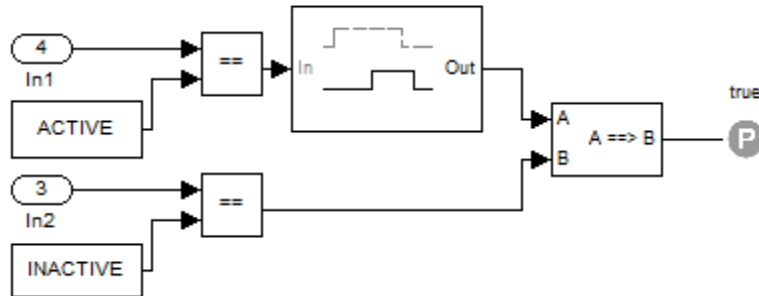 4
==
In1
In
Out
ACTIVE
true
A
A ==> B
P
B
3
==
In2
INACTIVE